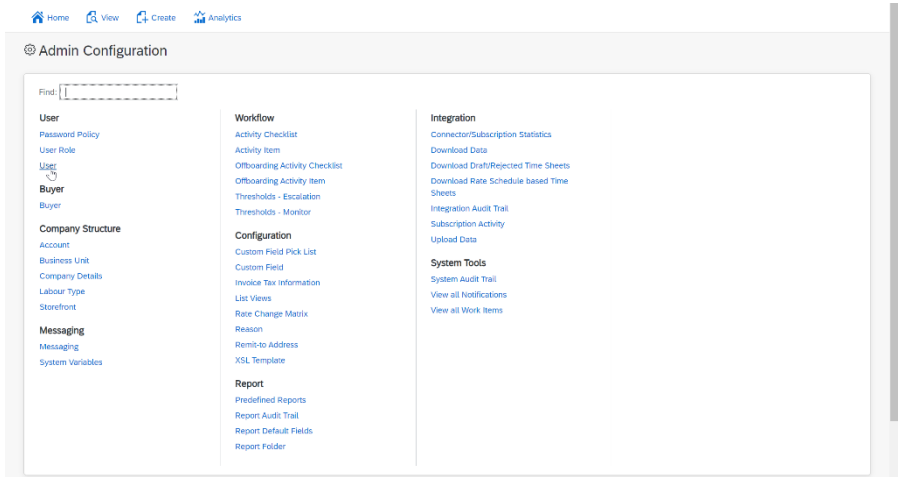 Home View Create Analytics
Admin Configuration
Find:
User
Password Policy
User Role
User
Buyer
Buyer
Company Structure
Account
Business Unit
Company Details
Labour Type
Storefront
Messaging
Messaging
System Variables
Workflow
Activity Checklist
Activity Item
Offboarding Activity Checklist
Offboarding Activity Item
Thresholds - Escalation
Thresholds - Monitor
Configuration
Custom Field Pick List
Custom Field
Invoice Tax Information
List Views
Rate Change Matrix
Reason
Remit-to Address
XSL Template
Report
Predefined Reports
Report Audit Trail
Report Default Fields
Report Folder
Integration
Connector/Subscription Statistics
Download Data
Download Draft/Rejected Time Sheets
Download Rate Schedule based Time
Sheets
Integration Audit Trail
Subscription Activity
Upload Data
System Tools
System Audit Trail
View all Notifications
View all Work Items